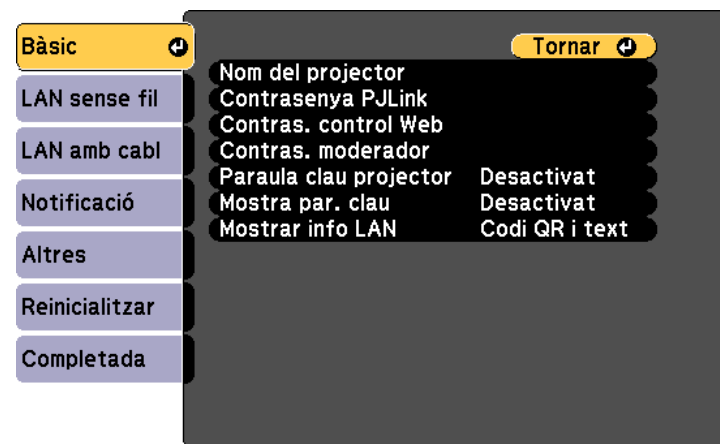 Bàsic
LAN sense fil
LAN amb cabl
Notificació
Altres
Reinicialitzar
Completada
Tornar
Nom del projector
Contrasenya PJLink
Contras. control Web
Contras. moderador
Paraula clau projector Desactivat
Mostra par. clau Desactivat
Mostrar info LAN Codi QR i text